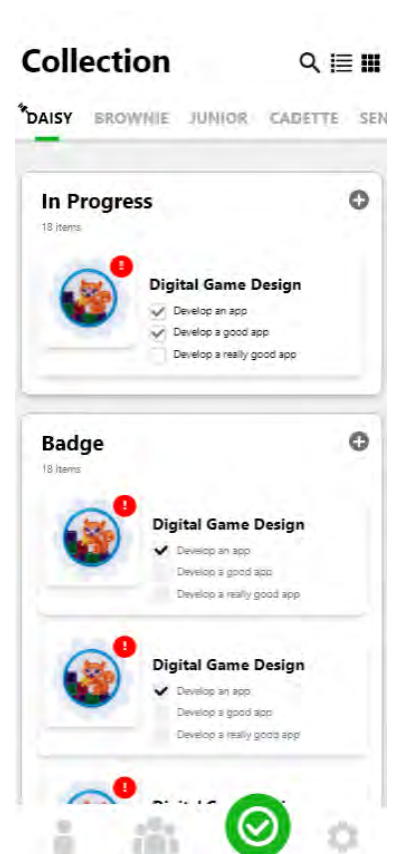 Collection
DAISY BROWNIE JUNIOR CADETTE SEN
In Progress
18 items
!
Digital Game Design
Develop an app
Develop a good app
Develop a really good app
Badge
18 items
!
Digital Game Design
Develop an app
Develop a good app
Develop a really good app
!
Digital Game Design
Develop an app
Develop a good app
Develop a really good app
!